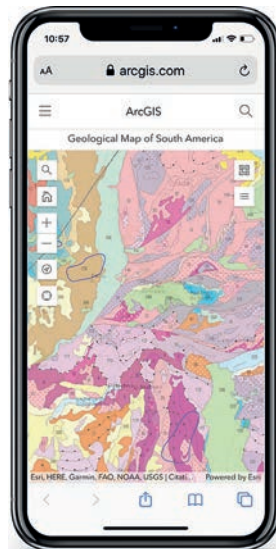 10:57
AA arcgis.com
ArcGIS
Geological Map of South America
Esri, HERE, Garmin, FAO, NOAA, USGS | Citati... Powered by Esri